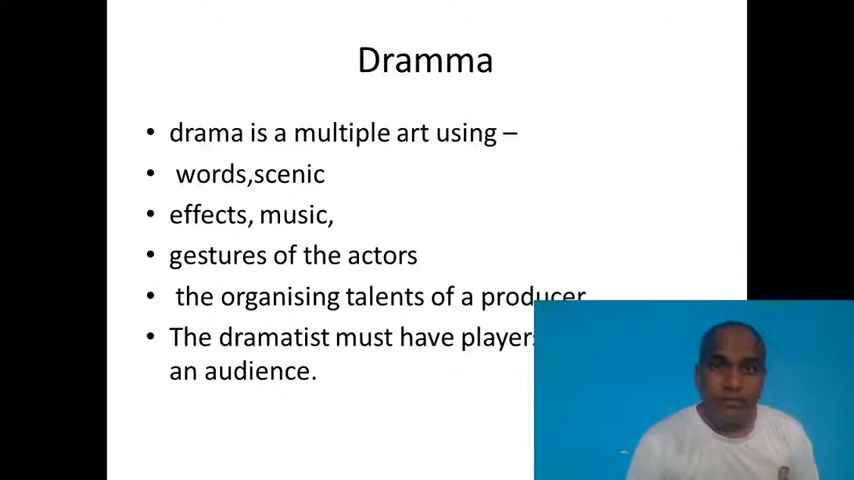 Dramma
• drama is a multiple art using –
• words,scenic
• effects, music,
• gestures of the actors
• the organising talents of a producer
• The dramatist must have players
an audience.